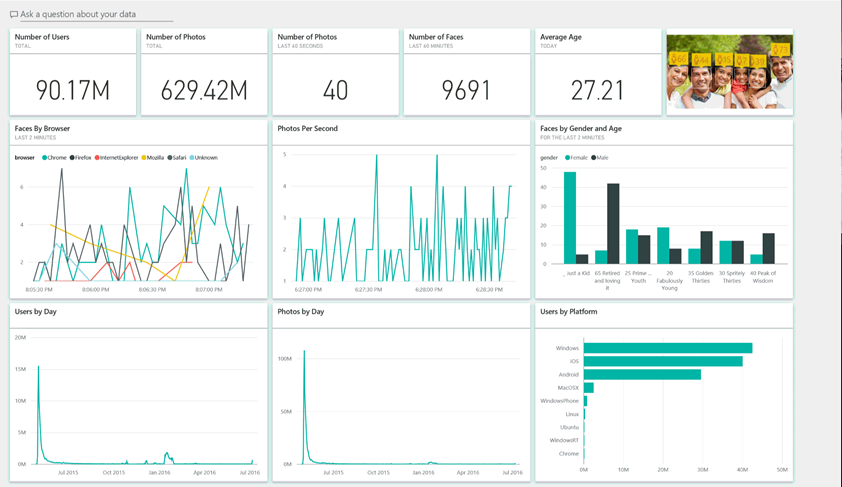 Ask a question about your data
Number of Users
TOTAL
90.17M
Number of Photos
TOTAL
629.42M
Number of Photos
LAST 60 SECONDS
40
Number of Faces
LAST 60 MINUTES
9691
Average Age
TODAY
27.21
Faces By Browser
LAST 2 MINUTES
browser Chrome Firefox InternetExplorer Mozilla Safari Unknown
6
4
2
8:05:30 PM 8:06:00 PM 8:06:30 PM 8:07:00 PM
Photos Per Second
5
4
3
2
1
6:27:00 PM 6:27:30 PM 6:28:00 PM 6:28:30 PM
Faces by Gender and Age
FOR THE LAST 2 MINUTES
gender Female Male
50
40
30
20
10
0
_ Just a Kid
65 Retired
and loving
it
25 Prime ...
Youth
20
Fabulously
Young
35 Golden
Thirties
30 Spritely
Thirties
40 Peak of
Wisdom
Users by Day
20M
15M
10M
5M
0M
Jul 2015 Oct 2015 Jan 2016 Apr 2016 Jul 2016
Photos by Day
100M
50M
0M
Jul 2015 Oct 2015 Jan 2016 Apr 2016 Jul 2016
Users by Platform
Windows
iOS
Android
MacOSX
WindowsPhone
Linux
Ubuntu
WindowsRT
Chrome
0M 10M 20M 30M 40M 50M